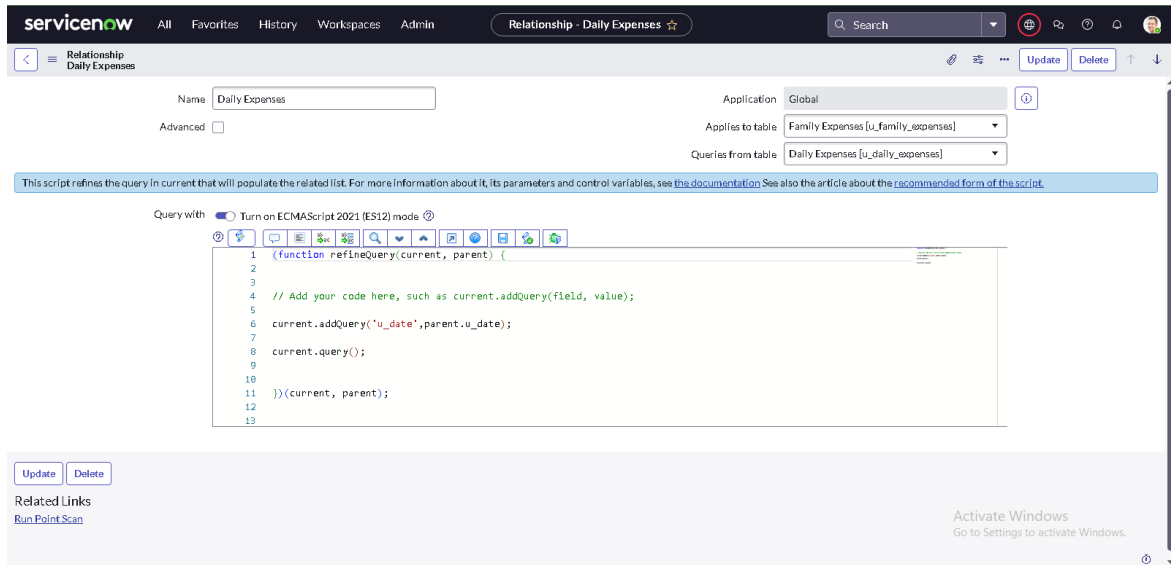 servicenow All Favorites History Workspaces Admin Relationship - Daily Expenses Search
Relationship
Daily Expenses
Update Delete
Name Daily Expenses
Application Global
Advanced
Applies to table Family Expenses [u_family_expenses]
Queries from table Daily Expenses [u_daily_expenses]
This script refines the query in current that will populate the related list. For more information about it, its parameters and control variables, see the documentation See also the article about the recommended form of the script.
Query with Turn on ECMAScript 2021 (ES12) mode
1 (function refineQuery(current, parent) {
2
3
4 // Add your code here, such as current.addQuery(field, value);
5
6 current.addQuery('u_date',parent.u_date);
7
8 current.query();
9
10
11 })(current, parent);
12
13
Update Delete
Related Links
Run Point Scan
Activate Windows
Go to Settings to activate Windows.